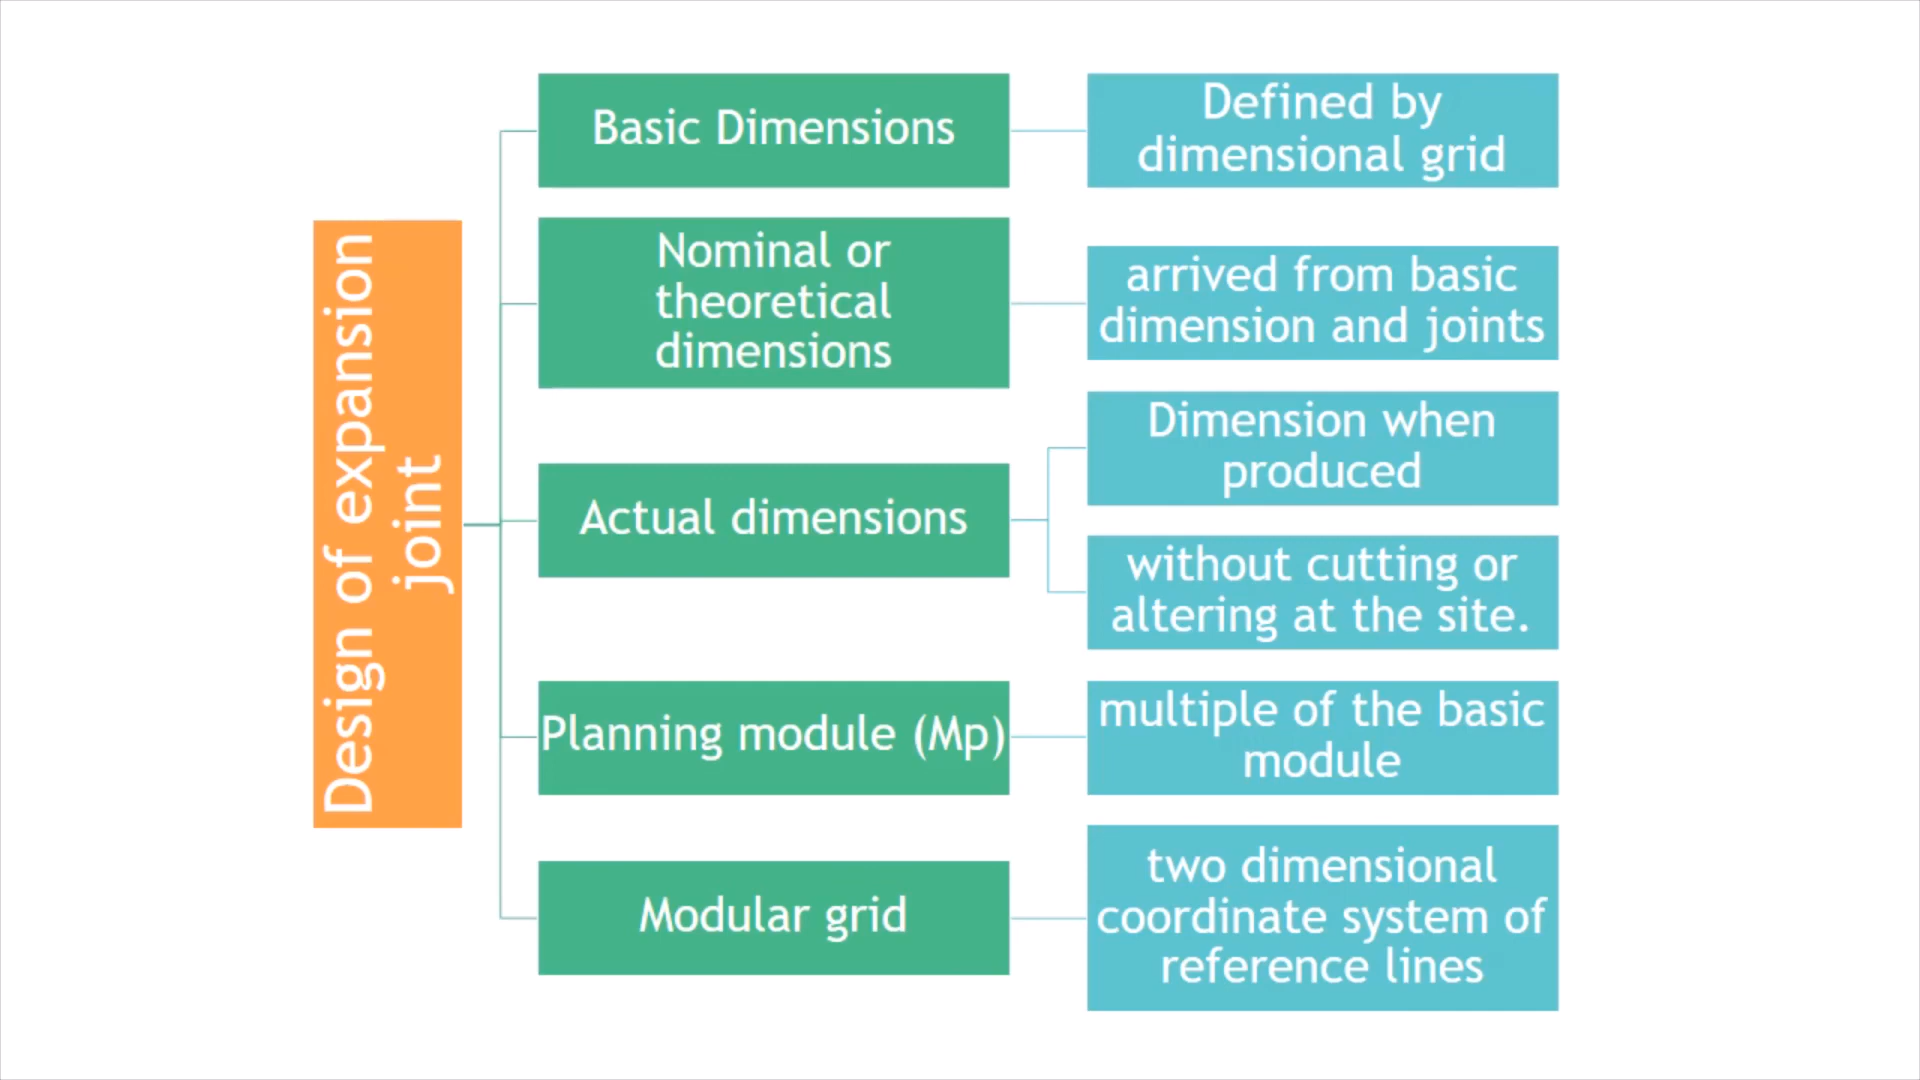 Design of expansion
joint
Basic Dimensions
Defined by
dimensional grid
Nominal or
theoretical
dimensions
arrived from basic
dimension and joints
Actual dimensions
Dimension when
produced
without cutting or
altering at the site.
Planning module (Mp)
multiple of the basic
module
Modular grid
two dimensional
coordinate system of
reference lines